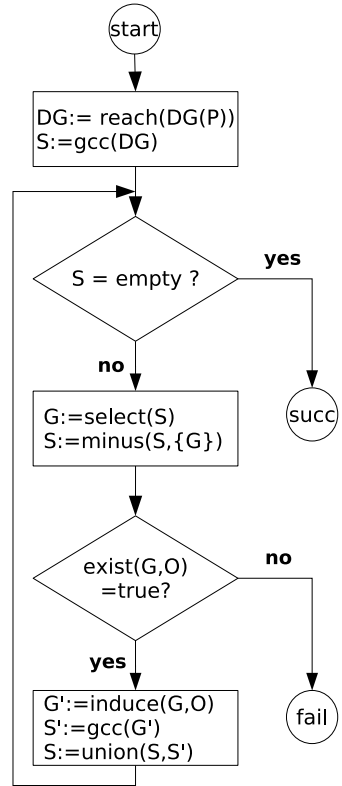 start
DG:= reach(DG(P))
S:=gcc(DG)
S = empty ?
yes
no
succ
G:=select(S)
S:=minus(S,{G})
exist(G,O)
=true?
no
yes
fail
G':=induce(G,O)
S':=gcc(G')
S:=union(S,S')